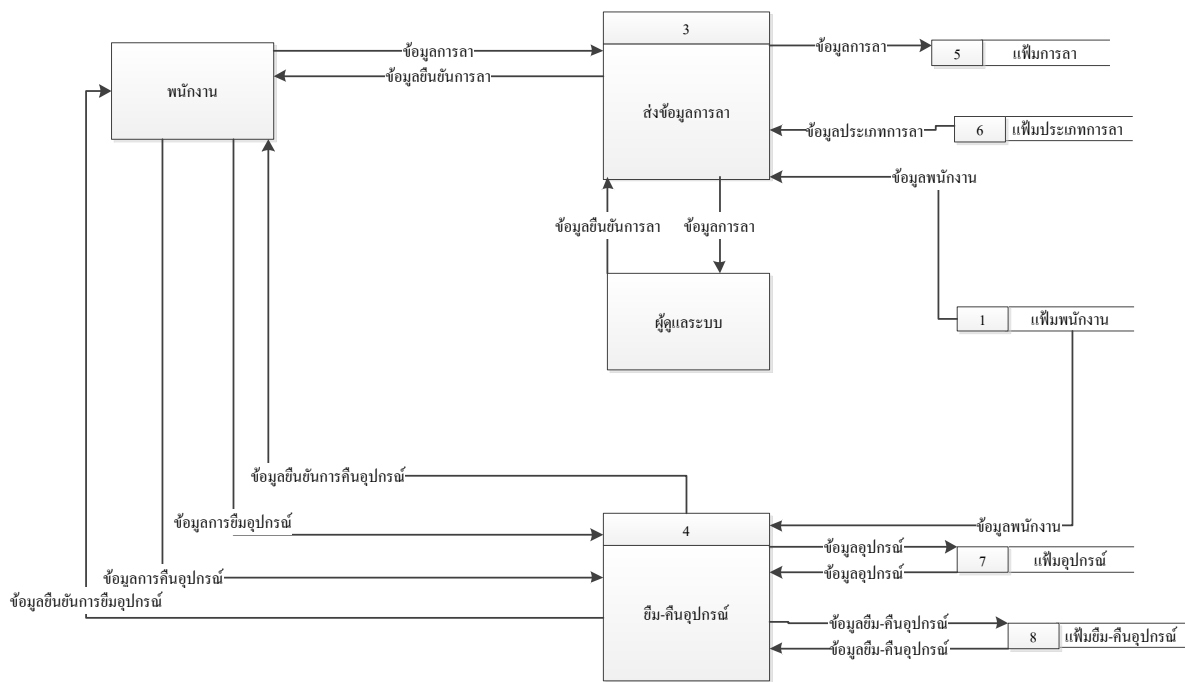 3
ข้อมูลการลา
ข้อมูลการลา
5
แฟ้มการลา
ข้อมูลยืนยันการลา
พนักงาน
ส่งข้อมูลการลา
ข้อมูลประเภทการลา
6
แฟ้มประเภทการลา
ข้อมูลพนักงาน
ข้อมูลยืนยันการลา
ข้อมูลการลา
ผู้ดูแลระบบ
1
แฟ้มพนักงาน
ข้อมูลยืนยันการคืนอุปกรณ์
ข้อมูลการยืมอุปกรณ์
4
ข้อมูลพนักงาน
ข้อมูลอุปกรณ์
7
แฟ้มอุปกรณ์
ข้อมูลอุปกรณ์
ข้อมูลการคืนอุปกรณ์
ข้อมูลยืนยันการยืมอุปกรณ์
ยืม-คืนอุปกรณ์
ข้อมูลยืม-คืนอุปกรณ์
8
แฟ้มยืม-คืนอุปกรณ์
ข้อมูลยืม-คืนอุปกรณ์